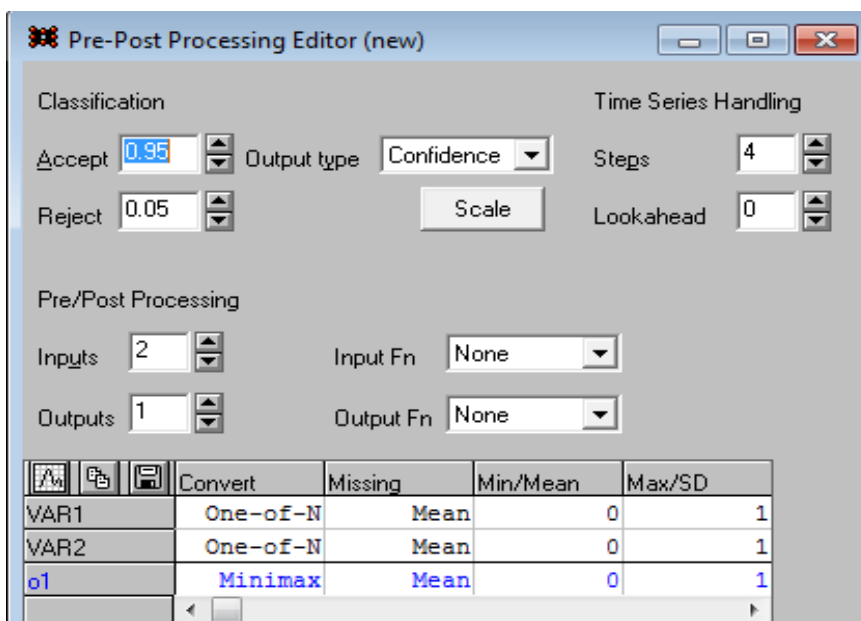 Pre-Post Processing Editor (new)
Classification Time Series Handling
Accept 0.95 Output type Confidence Steps 4
Reject 0.05 Scale Lookahead 0
Pre/Post Processing
Inputs 2 Input Fn None
Outputs 1 Output Fn None
Convert Missing Min/Mean Max/SD
VAR1 One-of-N Mean 0 1
VAR2 One-of-N Mean 0 1
o1 Minimax Mean 0 1